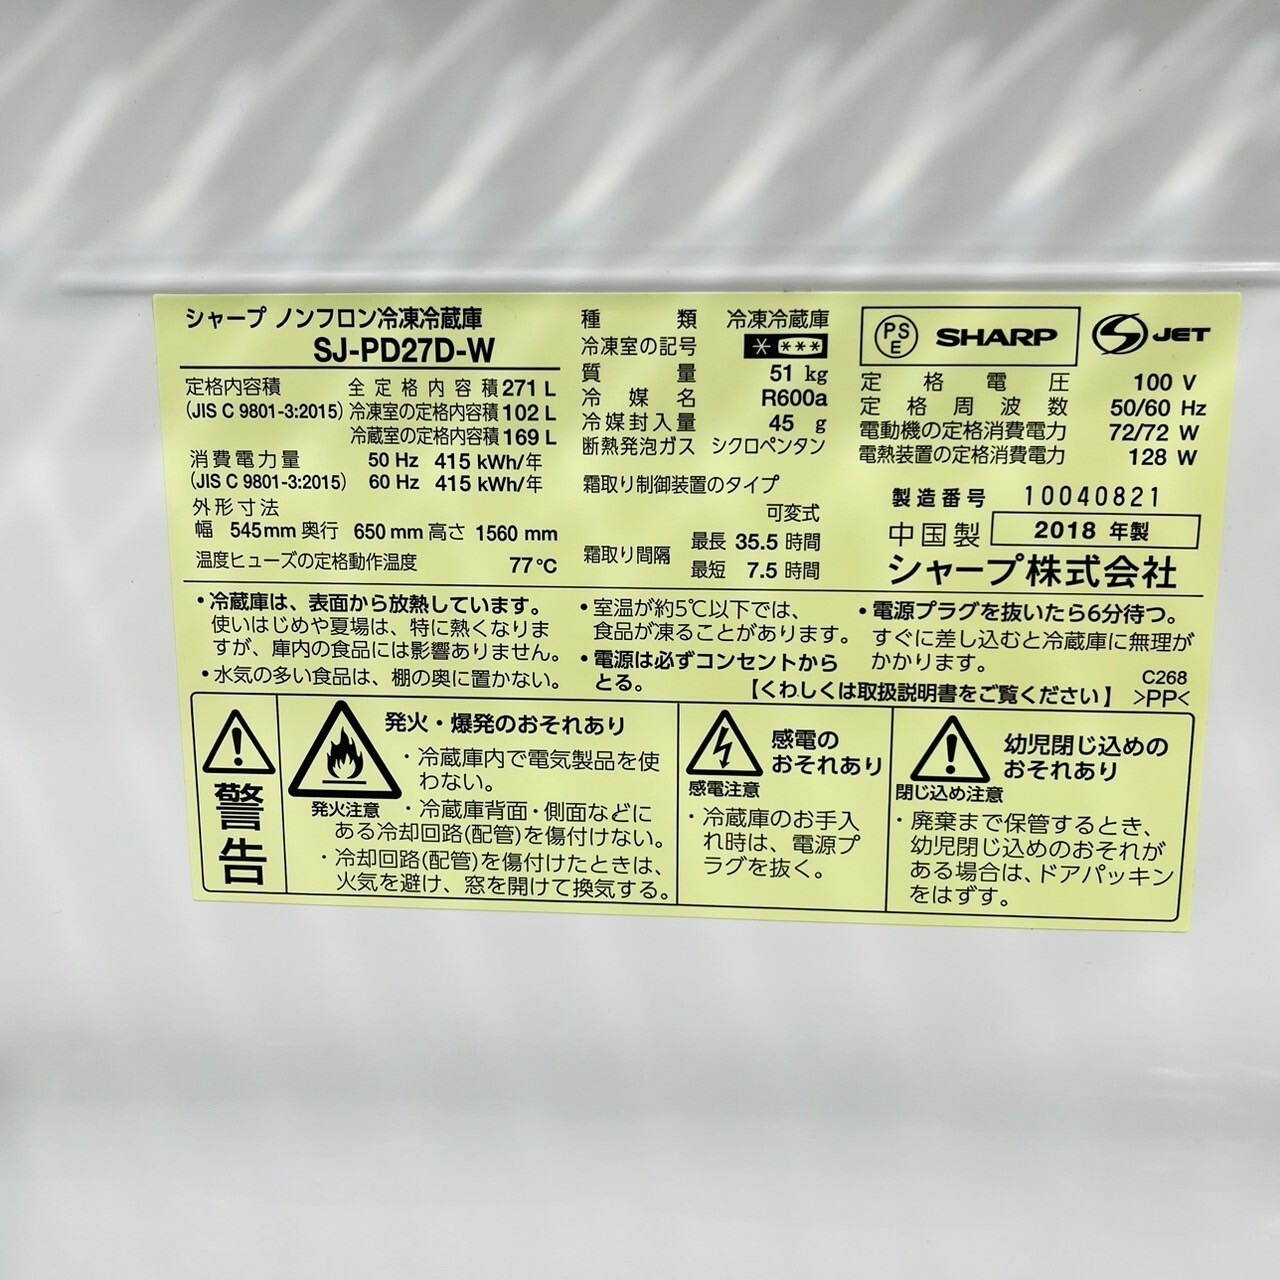 シャープ ノンフロン冷凍冷蔵庫
SJ-PD27D-W
定格内容積 全定格内容積 271 L
(JIS C 9801-3:2015) 冷凍室の定格内容積 102 L
冷蔵室の定格内容積 169 L
消費電力量 50 Hz 415 kWh/年
(JIS C 9801-3:2015) 60 Hz 415 kWh/年
外形寸法
幅 545 mm 奥行 650 mm 高さ 1560 mm
温度ヒューズの定格動作温度 77℃
種類 冷凍冷蔵庫
冷凍室の記号 * ***
質量 51 kg
冷媒名 R600a
冷媒封入量 45 g
断熱発泡ガス シクロペンタン
霜取り制御装置のタイプ
可変式
霜取り間隔 最長 35.5 時間
最短 7.5 時間
PSE SHARP S JET
定格電圧 100 V
定格周波数 50/60 Hz
電動機の定格消費電力 72/72 W
電熱装置の定格消費電力 128 W
製造番号 10040821
中国製 2018 年製
シャープ株式会社
・冷蔵庫は、表面から放熱しています。
使いはじめや夏場は、特に熱くなりま
すが、庫内の食品には影響ありません。
・水気の多い食品は、棚の奥に置かない。
・室温が約5℃以下では、
食品が凍ることがあります。
・電源は必ずコンセントから
とる。
・電源プラグを抜いたら6分待つ。
すぐに差し込むと冷蔵庫に無理が
かかります。
C268
【くわしくは取扱説明書をご覧ください】 >PP<
警告
発火・爆発のおそれあり
発火注意
・冷蔵庫内で電気製品を使
わない。
・冷蔵庫背面・側面などに
ある冷却回路(配管)を傷付けない。
・冷却回路(配管)を傷付けたときは、
火気を避け、窓を開けて換気する。
感電の
おそれあり
感電注意
・冷蔵庫のお手入
れ時は、電源プ
ラグを抜く。
幼児閉じ込めの
おそれあり
閉じ込め注意
・廃棄まで保管するとき、
幼児閉じ込めのおそれが
ある場合は、ドアパッキン
をはずす。